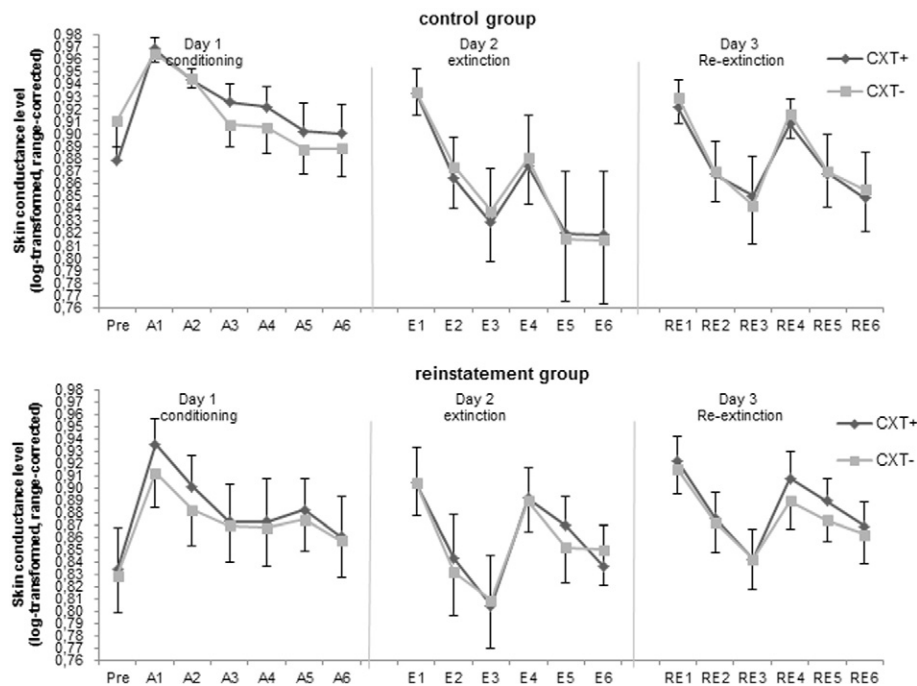 control group
Skin conductance level
(log-transformed, range-corrected)
0,98
0,97
0,96
0,94
0,93
0,92
0,91
0,90
0,89
0,88
0,86
0,85
0,84
0,83
0,82
0,81
0,80
0,79
0,78
0,77
0,76
Day 1
conditioning
Day 2
extinction
Day 3
Re-extinction
CXT+
CXT-
Pre A1 A2 A3 A4 A5 A6 E1 E2 E3 E4 E5 E6 RE1 RE2 RE3 RE4 RE5 RE6
reinstatement group
Skin conductance level
(log-transformed, range-corrected)
0,98
0,97
0,96
0,94
0,93
0,92
0,91
0,90
0,89
0,88
0,86
0,85
0,84
0,83
0,82
0,81
0,80
0,79
0,78
0,77
0,76
Day 1
conditioning
Day 2
extinction
Day 3
Re-extinction
CXT+
CXT-
Pre A1 A2 A3 A4 A5 A6 E1 E2 E3 E4 E5 E6 RE1 RE2 RE3 RE4 RE5 RE6